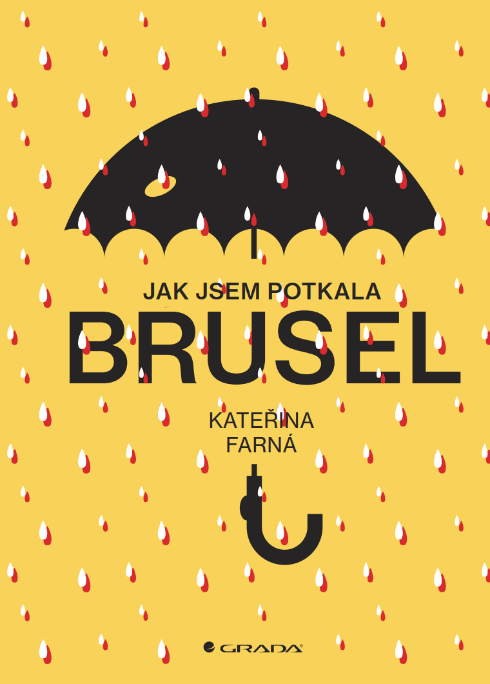 JAK JSEM POTKALA
BRUSEL
KATEŘINA
FARNÁ
GRADA®